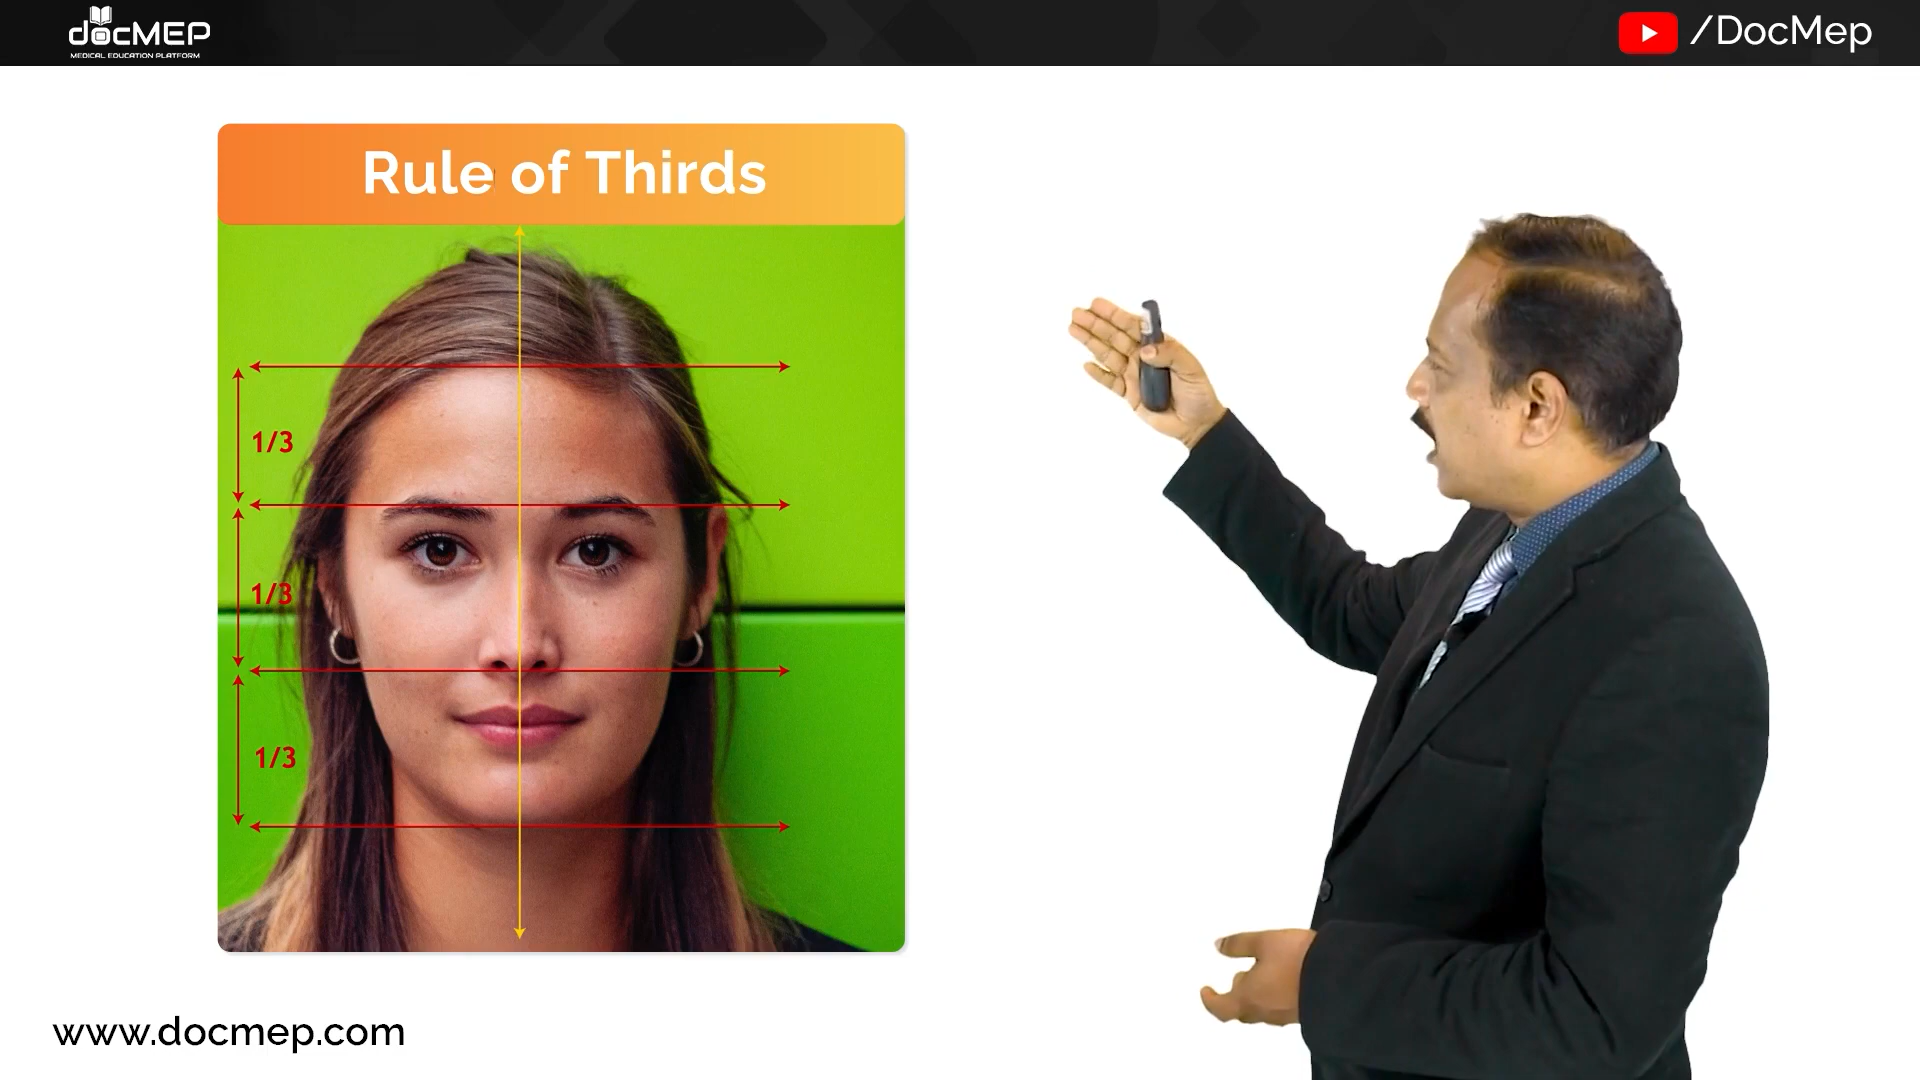 docMEP
MEDICAL EDUCATION PLATFORM
/DocMep
Rule of Thirds
1/3
1/3
1/3
www.docmep.com